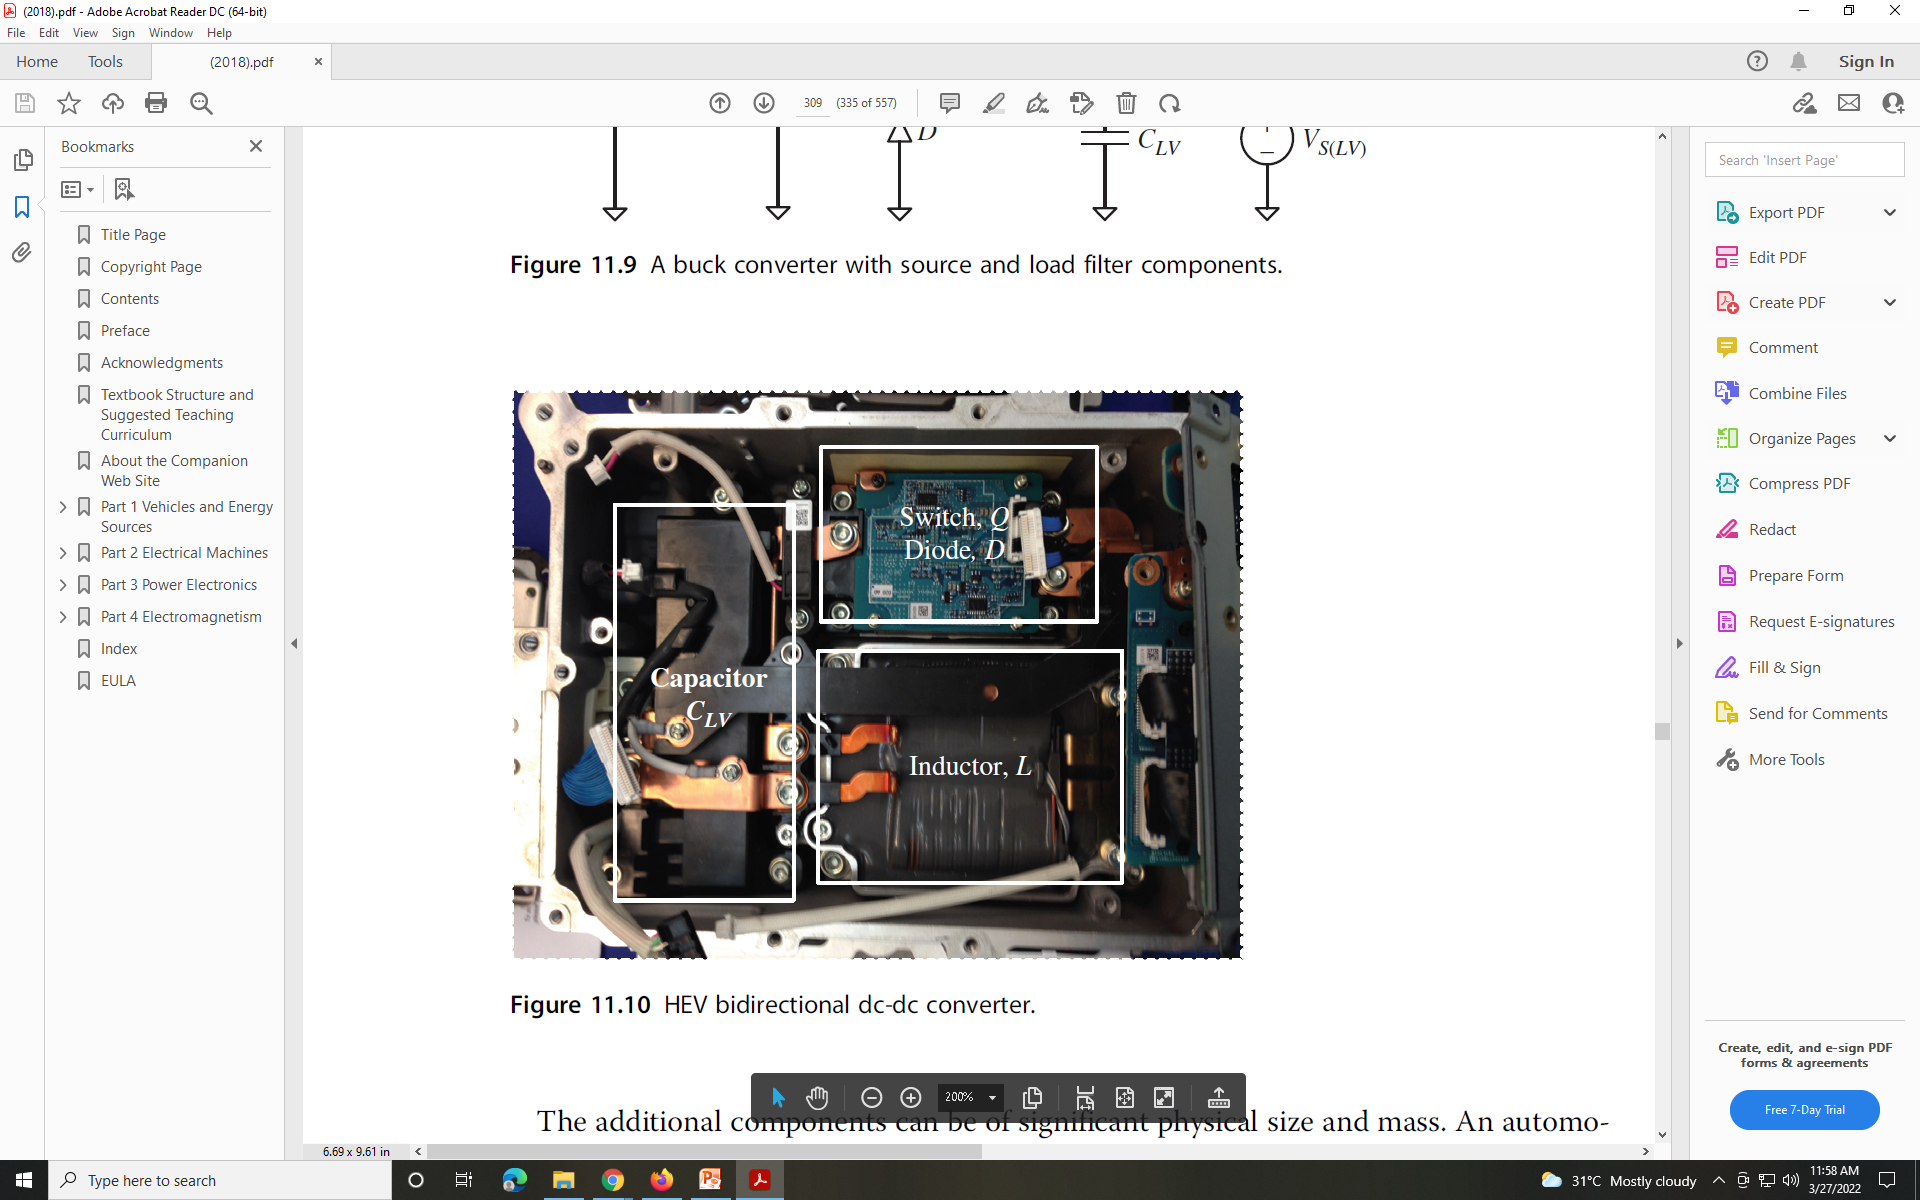 (2018).pdf - Adobe Acrobat Reader DC (64-bit)
File Edit View Sign Window Help
Home Tools (2018).pdf Sign In
309 (335 of 557)
Bookmarks
Title Page
Copyright Page
Contents
Preface
Acknowledgments
Textbook Structure and
Suggested Teaching
Curriculum
About the Companion
Web Site
Part 1 Vehicles and Energy
Sources
Part 2 Electrical Machines
Part 3 Power Electronics
Part 4 Electromagnetism
Index
EULA
D
C_LV
V_S(LV)
Figure 11.9 A buck converter with source and load filter components.
Switch, Q
Diode, D
Capacitor
C_LV
Inductor, L
Figure 11.10 HEV bidirectional dc-dc converter.
200%
The additional components can be of significant physical size and mass. An automo-
6.69 x 9.61 in
Search 'Insert Page'
Export PDF
Edit PDF
Create PDF
Comment
Combine Files
Organize Pages
Compress PDF
Redact
Prepare Form
Request E-signatures
Fill & Sign
Send for Comments
More Tools
Create, edit, and e-sign PDF
forms & agreements
Free 7-Day Trial
Type here to search
31°C Mostly cloudy
11:58 AM
3/27/2022